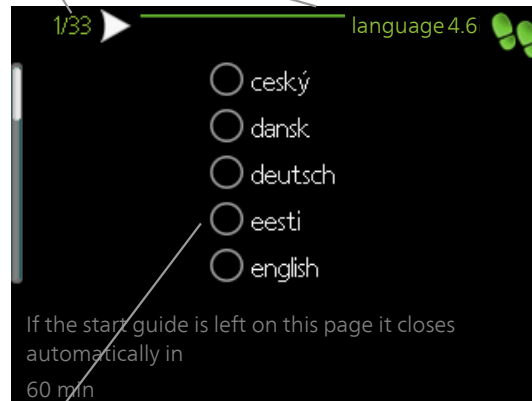 1/33
language 4.6
ceský
dansk
deutsch
eesti
english
If the start guide is left on this page it closes
automatically in
60 min